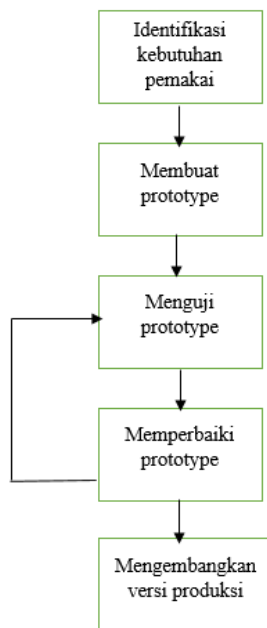 Identifikasi
kebutuhan
pemakai
Membuat
prototype
Menguji
prototype
Memperbaiki
prototype
Mengembangkan
versi produksi